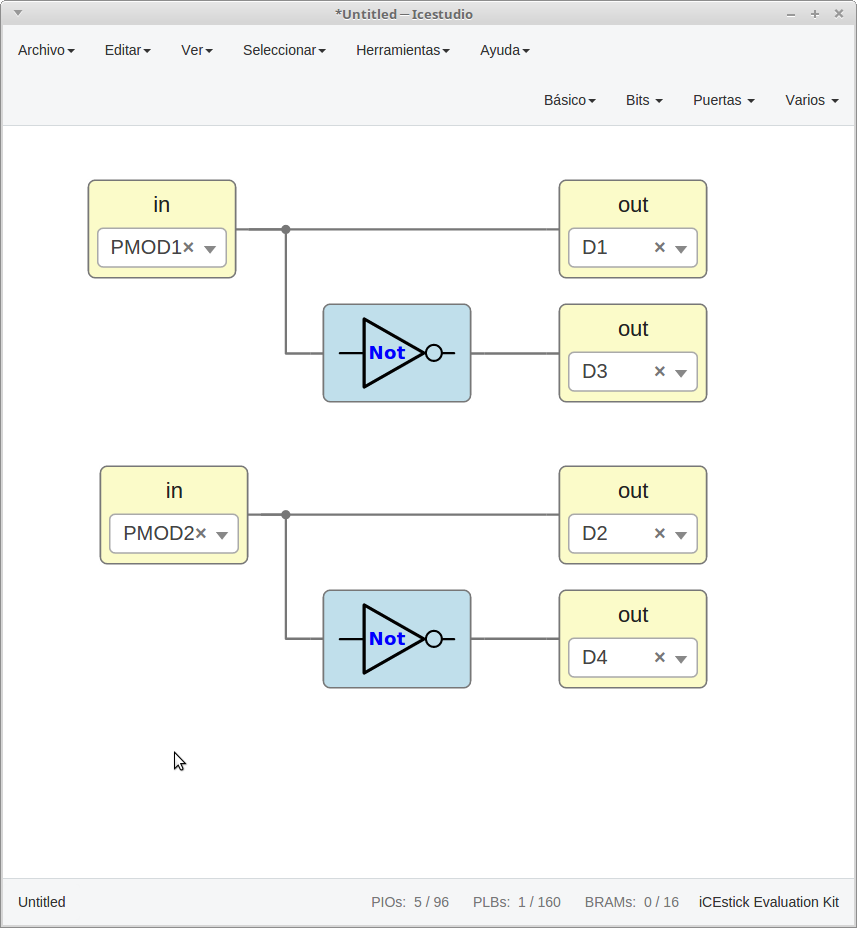 *Untitled — Icestudio
Archivo Editar Ver Seleccionar Herramientas Ayuda
Básico Bits Puertas Varios
in out
PMOD1× D1 ×
out
Not D3 ×
in out
PMOD2× D2 ×
out
Not D4 ×
Untitled PIOs: 5 / 96 PLBs: 1 / 160 BRAMs: 0 / 16 iCEstick Evaluation Kit